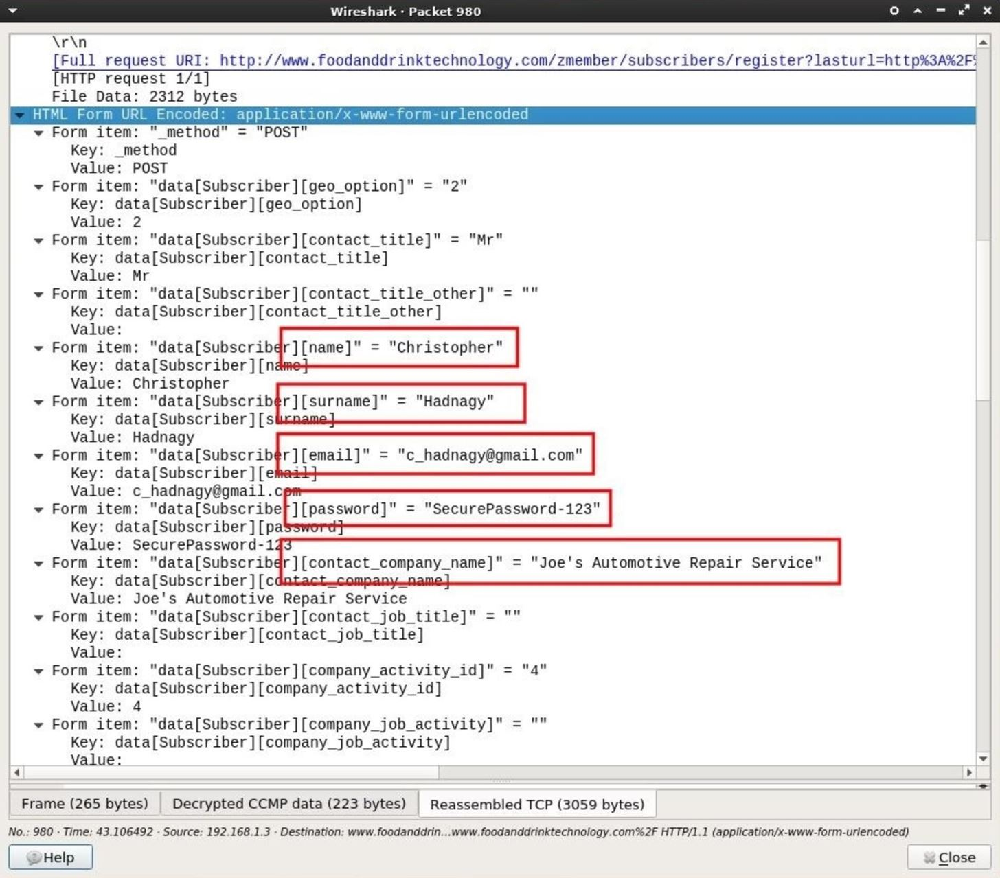 Wireshark · Packet 980
\r\n
[Full request URI: http://www.foodanddrinktechnology.com/zmember/subscribers/register?lasturl=http%3A%2F%
[HTTP request 1/1]
File Data: 2312 bytes
HTML Form URL Encoded: application/x-www-form-urlencoded
Form item: "_method" = "POST"
Key: _method
Value: POST
Form item: "data[Subscriber][geo_option]" = "2"
Key: data[Subscriber][geo_option]
Value: 2
Form item: "data[Subscriber][contact_title]" = "Mr"
Key: data[Subscriber][contact_title]
Value: Mr
Form item: "data[Subscriber][contact_title_other]" = ""
Key: data[Subscriber][contact_title_other]
Value:
Form item: "data[Subscriber][name]" = "Christopher"
Key: data[Subscriber][name]
Value: Christopher
Form item: "data[Subscriber][surname]" = "Hadnagy"
Key: data[Subscriber][surname]
Value: Hadnagy
Form item: "data[Subscriber][email]" = "c_hadnagy@gmail.com"
Key: data[Subscriber][email]
Value: c_hadnagy@gmail.com
Form item: "data[Subscriber][password]" = "SecurePassword-123"
Key: data[Subscriber][password]
Value: SecurePassword-123
Form item: "data[Subscriber][contact_company_name]" = "Joe's Automotive Repair Service"
Key: data[Subscriber][contact_company_name]
Value: Joe's Automotive Repair Service
Form item: "data[Subscriber][contact_job_title]" = ""
Key: data[Subscriber][contact_job_title]
Value:
Form item: "data[Subscriber][company_activity_id]" = "4"
Key: data[Subscriber][company_activity_id]
Value: 4
Form item: "data[Subscriber][company_job_activity]" = ""
Key: data[Subscriber][company_job_activity]
Value:
Frame (265 bytes) Decrypted CCMP data (223 bytes) Reassembled TCP (3059 bytes)
No.: 980 · Time: 43.106492 · Source: 192.168.1.3 · Destination: www.foodanddrin...www.foodanddrinktechnology.com%2F HTTP/1.1 (application/x-www-form-urlencoded)
Help Close